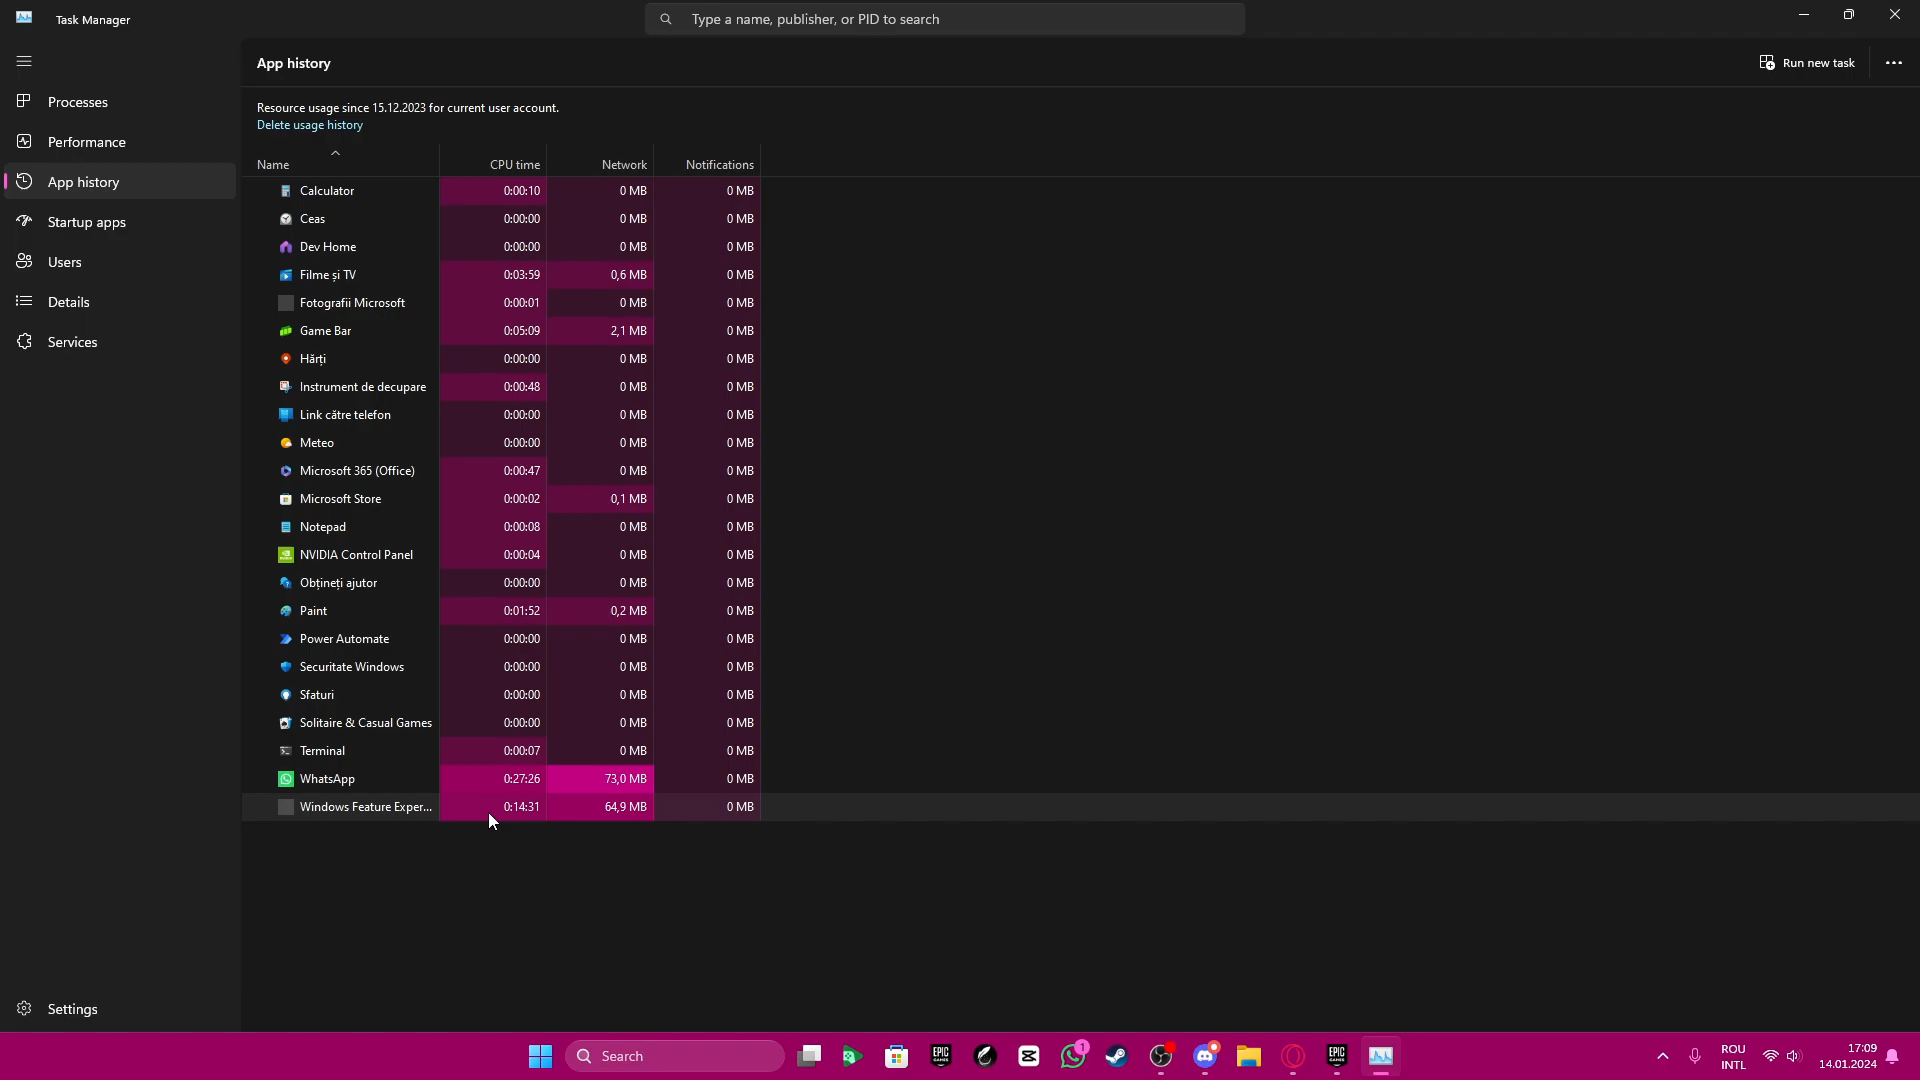 Task Manager
Type a name, publisher, or PID to search
App history
Run new task
Processes
Performance
App history
Startup apps
Users
Details
Services
Settings
Resource usage since 15.12.2023 for current user account.
Delete usage history
Name CPU time Network Notifications
Calculator 0:00:10 0 MB 0 MB
Ceas 0:00:00 0 MB 0 MB
Dev Home 0:00:00 0 MB 0 MB
Filme și TV 0:03:59 0,6 MB 0 MB
Fotografii Microsoft 0:00:01 0 MB 0 MB
Game Bar 0:05:09 2,1 MB 0 MB
Hărți 0:00:00 0 MB 0 MB
Instrument de decupare 0:00:48 0 MB 0 MB
Link către telefon 0:00:00 0 MB 0 MB
Meteo 0:00:00 0 MB 0 MB
Microsoft 365 (Office) 0:00:47 0 MB 0 MB
Microsoft Store 0:00:02 0,1 MB 0 MB
Notepad 0:00:08 0 MB 0 MB
NVIDIA Control Panel 0:00:04 0 MB 0 MB
Obțineți ajutor 0:00:00 0 MB 0 MB
Paint 0:01:52 0,2 MB 0 MB
Power Automate 0:00:00 0 MB 0 MB
Securitate Windows 0:00:00 0 MB 0 MB
Sfaturi 0:00:00 0 MB 0 MB
Solitaire & Casual Games 0:00:00 0 MB 0 MB
Terminal 0:00:07 0 MB 0 MB
WhatsApp 0:27:26 73,0 MB 0 MB
Windows Feature Exper... 0:14:31 64,9 MB 0 MB
Search
EPIC GAMES
1
EPIC GAMES
ROU
INTL
17:09
14.01.2024